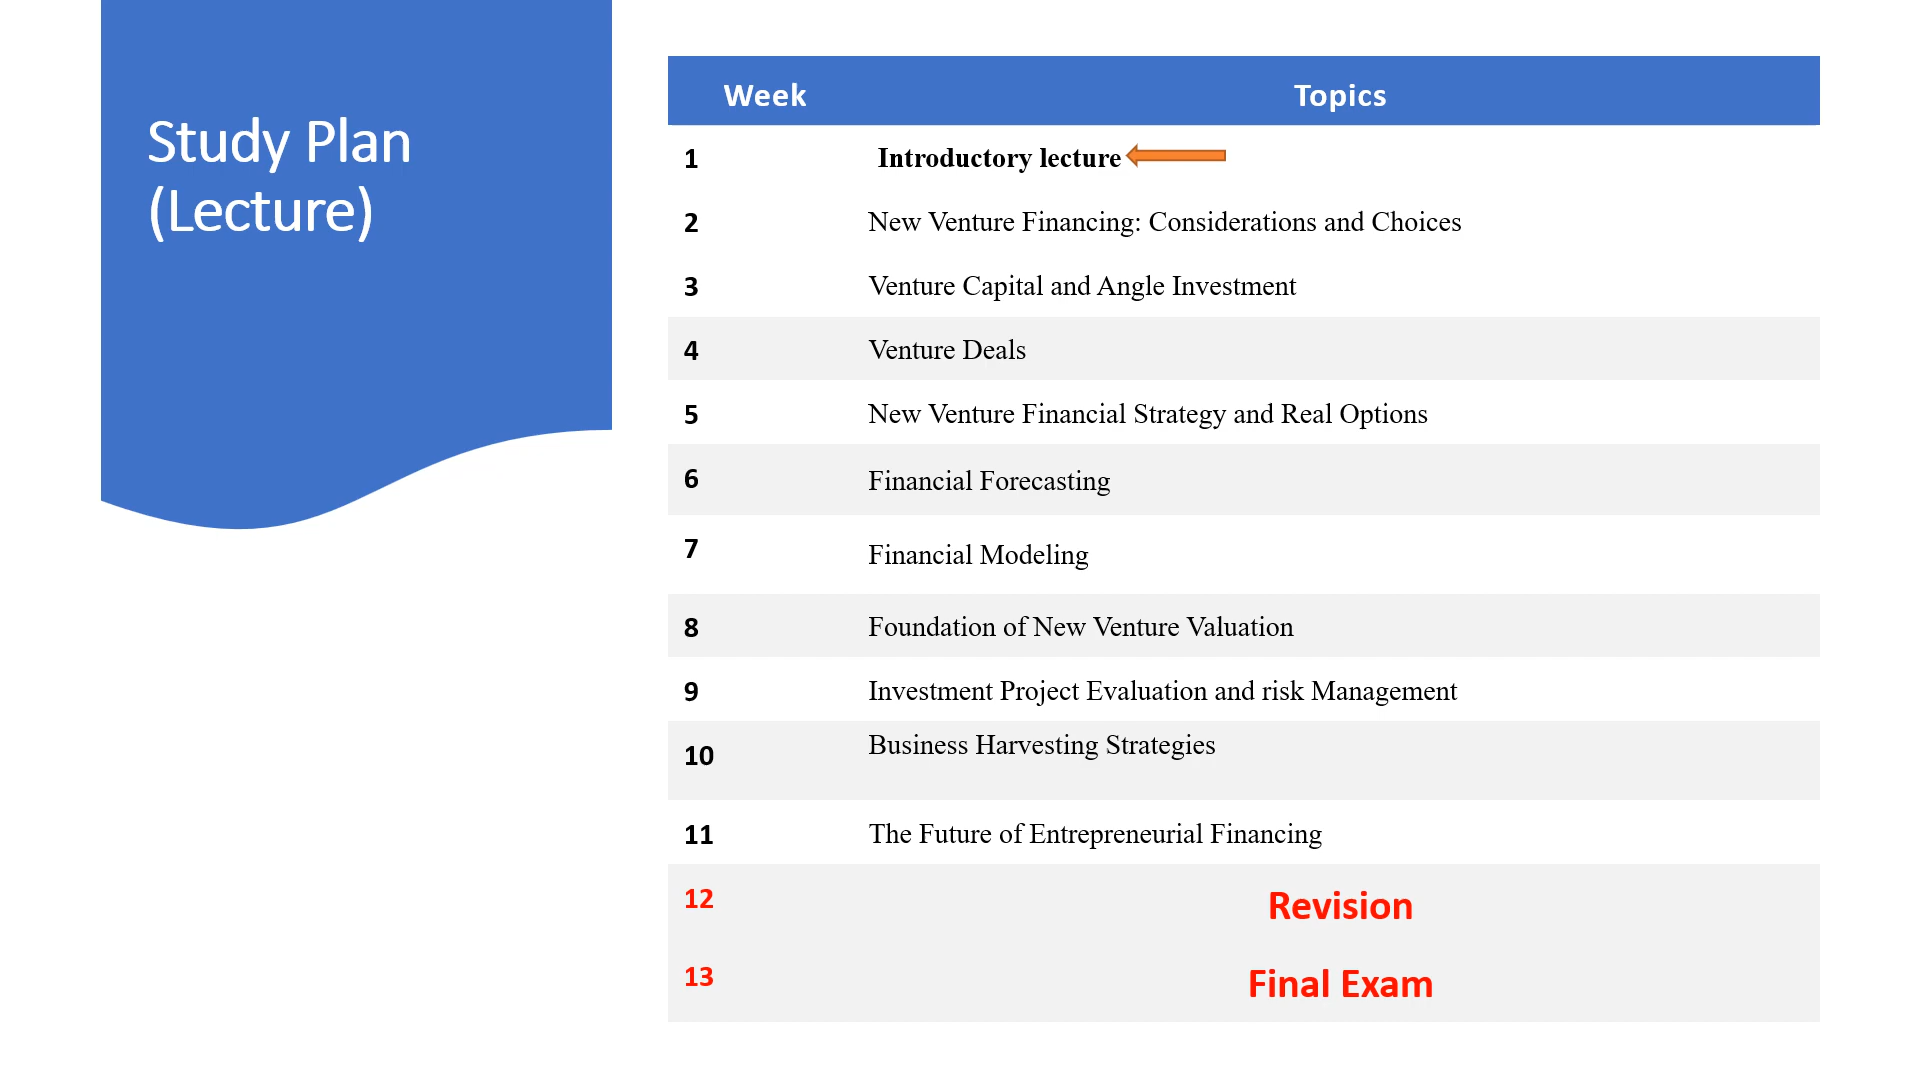 Study Plan
(Lecture)
Week Topics
1 Introductory lecture
2 New Venture Financing: Considerations and Choices
3 Venture Capital and Angle Investment
4 Venture Deals
5 New Venture Financial Strategy and Real Options
6 Financial Forecasting
7 Financial Modeling
8 Foundation of New Venture Valuation
9 Investment Project Evaluation and risk Management
10 Business Harvesting Strategies
11 The Future of Entrepreneurial Financing
12 Revision
13 Final Exam